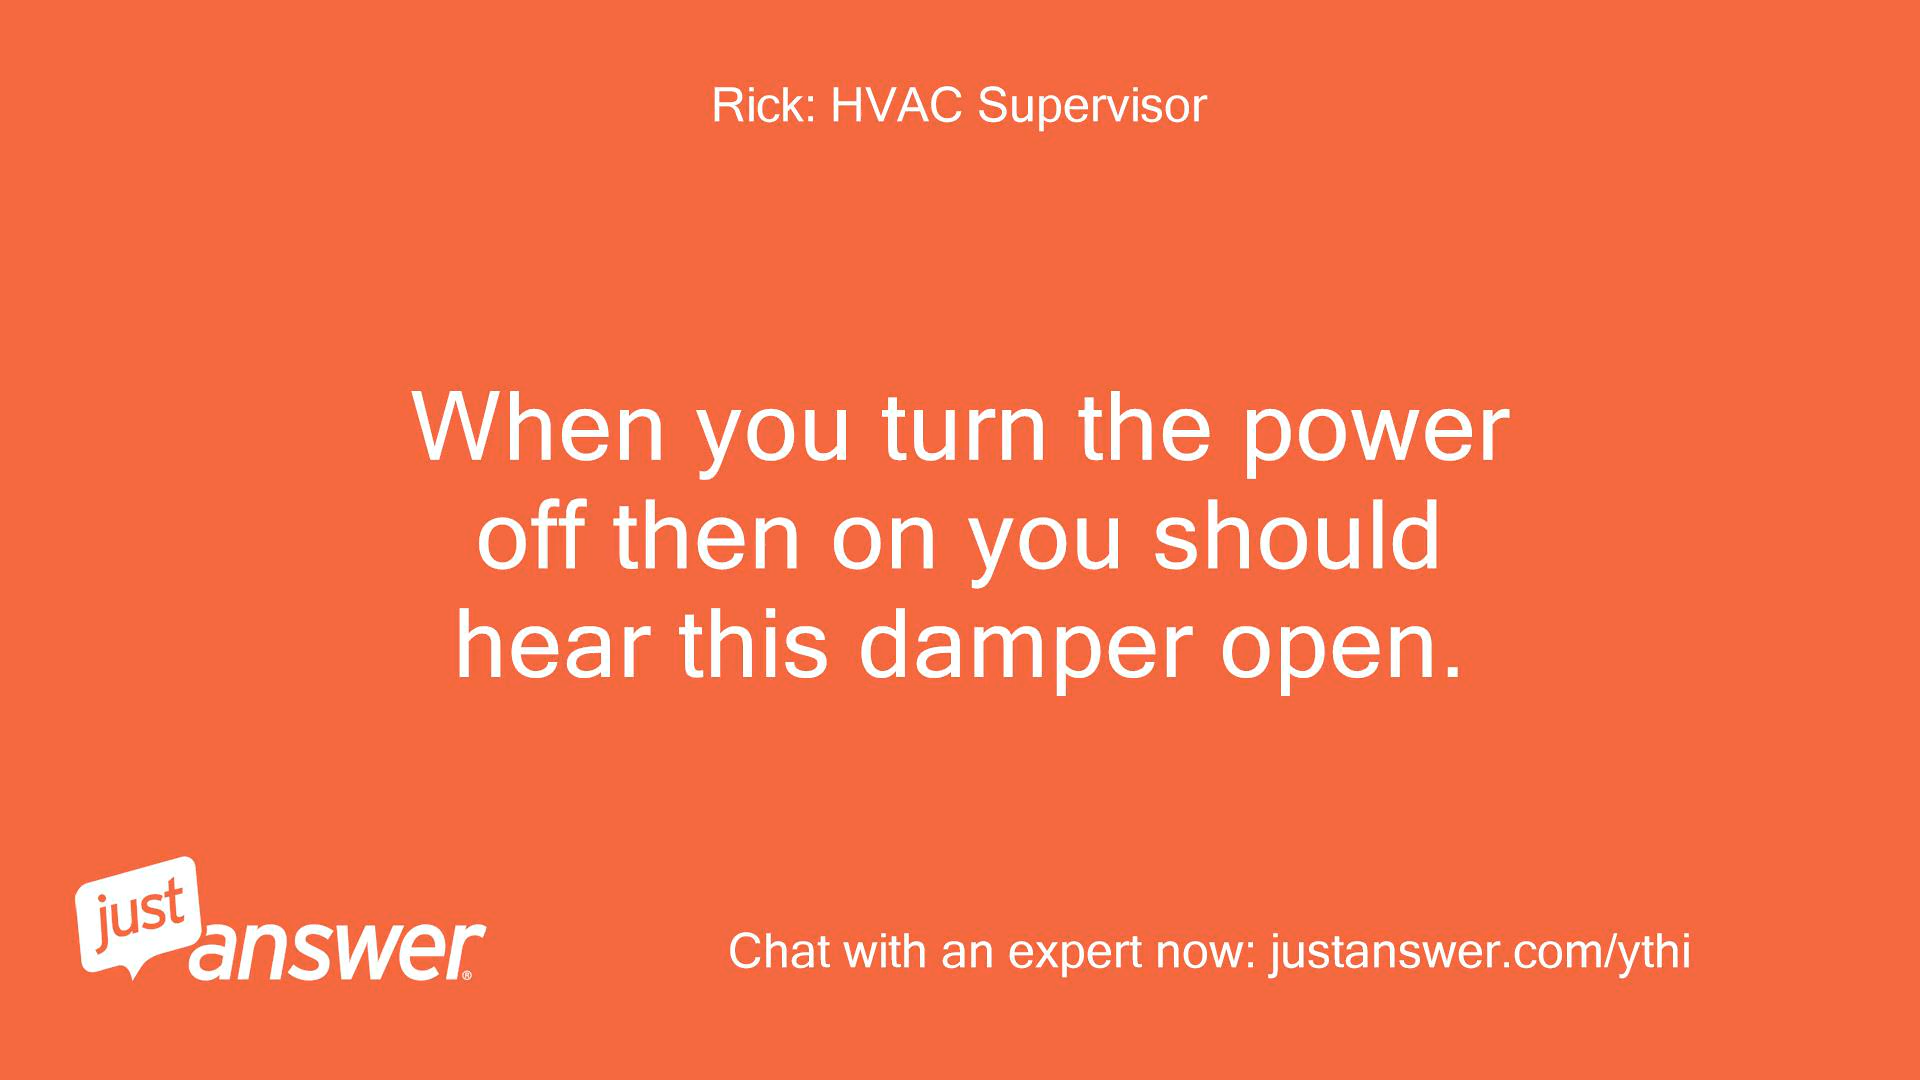 Rick: HVAC Supervisor
When you turn the power
off then on you should
hear this damper open.
just
answer®
Chat with an expert now: justanswer.com/ythi